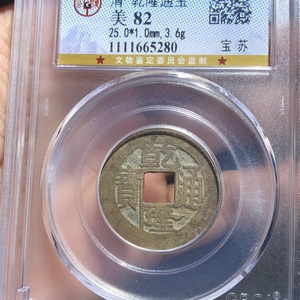 清 乾隆通宝
美 82
25.0*1.0mm,3.6g
1111665280
宝苏
★★★★★ 文物鉴定委员会监制 ★★★★★
乾隆通寶